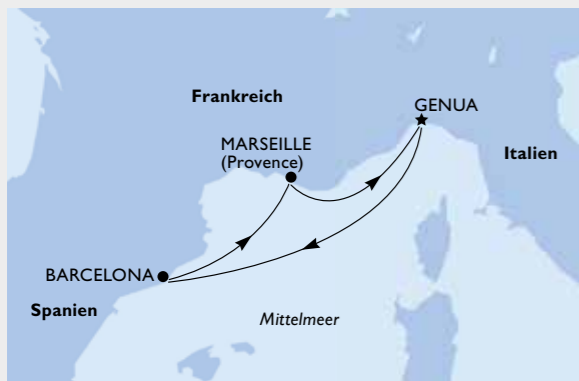 Frankreich
GENUA
MARSEILLE
(Provence)
Italien
BARCELONA
Spanien
Mittelmeer